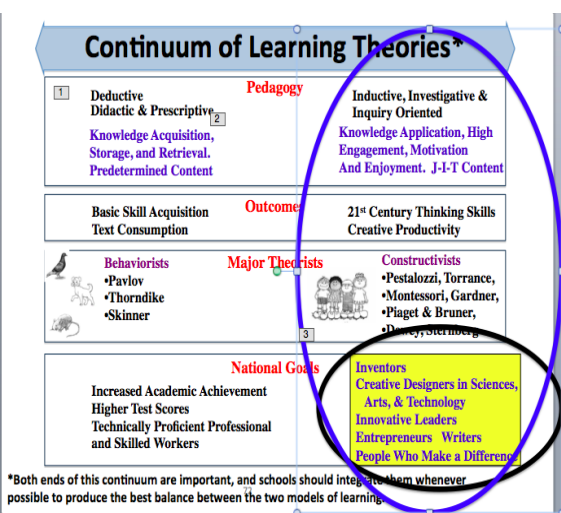 Continuum of Learning Theories*
Pedagogy
1
Deductive
Didactic & Prescriptive
2
Knowledge Acquisition,
Storage, and Retrieval.
Predetermined Content
Inductive, Investigative &
Inquiry Oriented
Knowledge Application, High
Engagement, Motivation
And Enjoyment. J-I-T Content
Outcomes
Basic Skill Acquisition
Text Consumption
21st Century Thinking Skills
Creative Productivity
Major Theorists
Behaviorists
•Pavlov
•Thorndike
•Skinner
Constructivists
•Pestalozzi, Torrance,
•Montessori, Gardner,
•Piaget & Bruner,
•Dewey, Sternberg
3
National Goals
Increased Academic Achievement
Higher Test Scores
Technically Proficient Professional
and Skilled Workers
Inventors
Creative Designers in Sciences,
Arts, & Technology
Innovative Leaders
Entrepreneurs Writers
People Who Make a Difference
*Both ends of this continuum are important, and schools should integrate them whenever
possible to produce the best balance between the two models of learning.